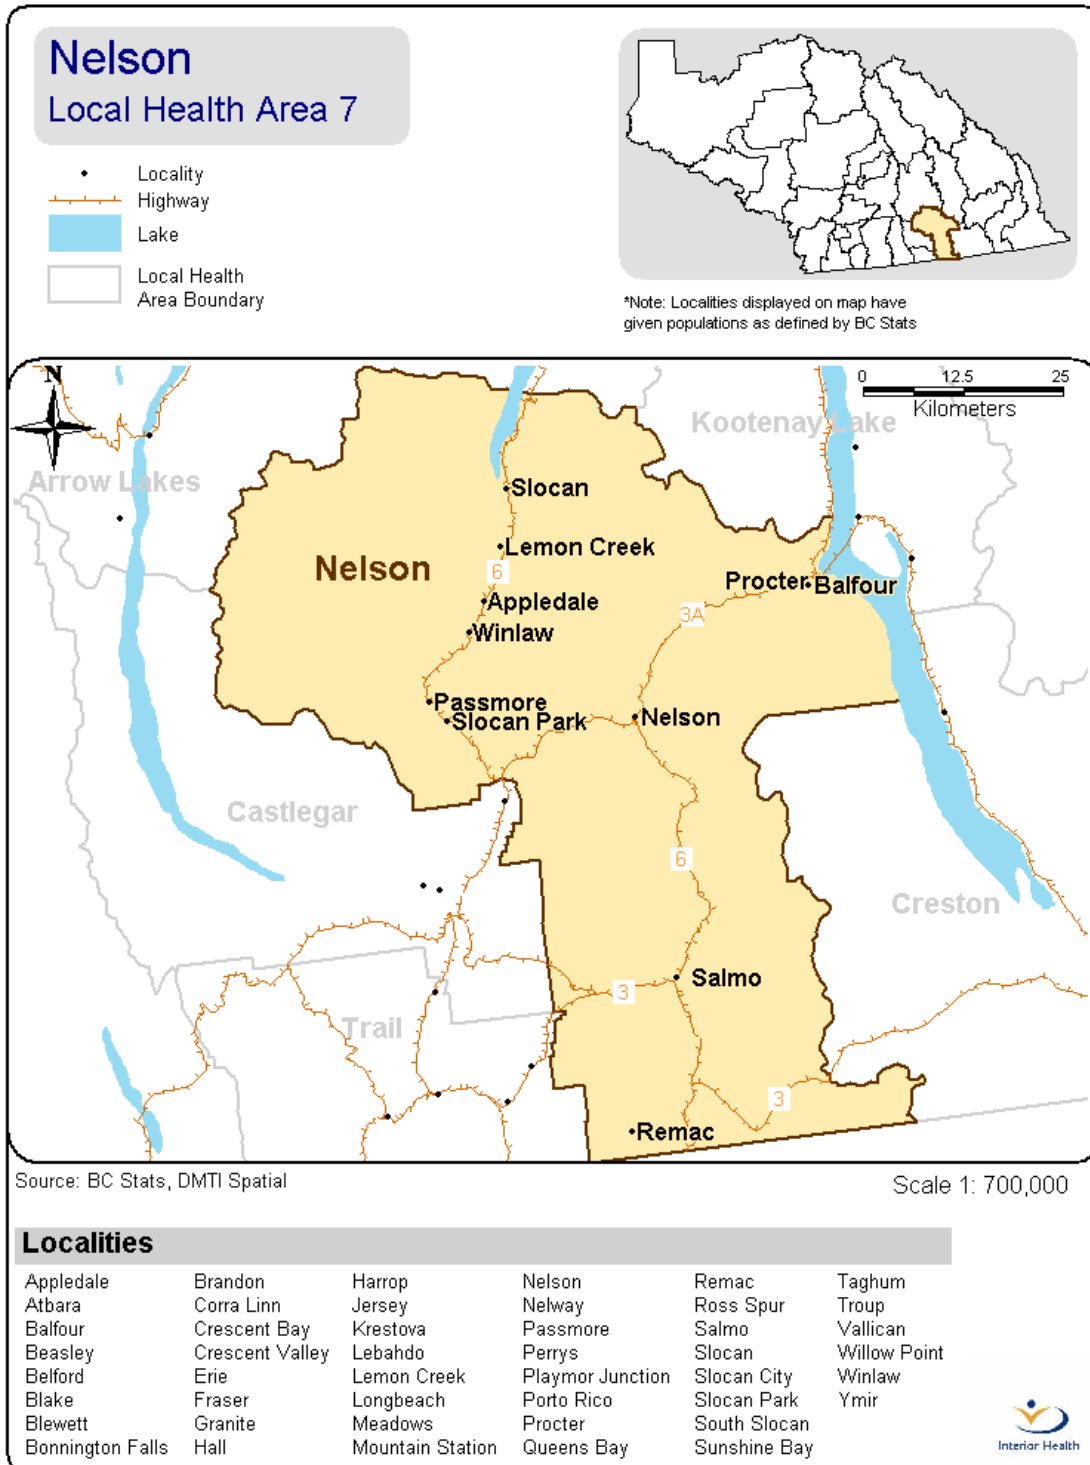 Nelson
Local Health Area 7
Locality
Highway
Lake
Local Health
Area Boundary
*Note: Localities displayed on map have
given populations as defined by BC Stats
N
0 12.5 25
Kilometers
Kootenay Lake
Arrow Lakes
Slocan
Lemon Creek
Nelson
6
Procter
Balfour
Appledale
3A
Winlaw
Passmore
Slocan Park
Nelson
Castlegar
6
Creston
Salmo
3
Trail
3
Remac
Source: BC Stats, DMTI Spatial
Scale 1: 700,000
Localities
Appledale Brandon Harrop Nelson Remac Taghum
Atbara Corra Linn Jersey Nelway Ross Spur Troup
Balfour Crescent Bay Krestova Passmore Salmo Vallican
Beasley Crescent Valley Lebahdo Perrys Slocan Willow Point
Belford Erie Lemon Creek Playmor Junction Slocan City Winlaw
Blake Fraser Longbeach Porto Rico Slocan Park Ymir
Blewett Granite Meadows Procter South Slocan
Bonnington Falls Hall Mountain Station Queens Bay Sunshine Bay
Interior Health